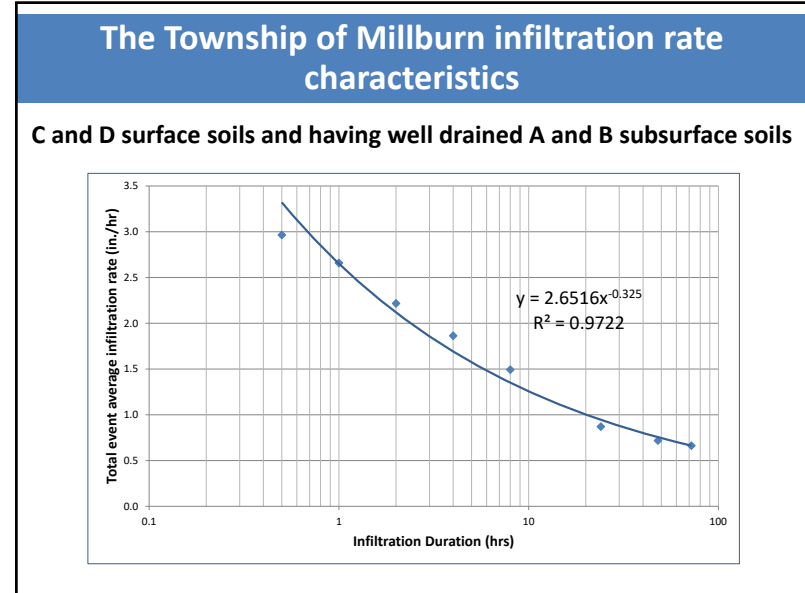 The Township of Millburn infiltration rate
characteristics
C and D surface soils and having well drained A and B subsurface soils
Total event average infiltration rate (in./hr)
3.5
3.0
2.5
2.0
1.5
1.0
0.5
0.0
y = 2.6516x^-0.325
R² = 0.9722
0.1
1
10
100
Infiltration Duration (hrs)